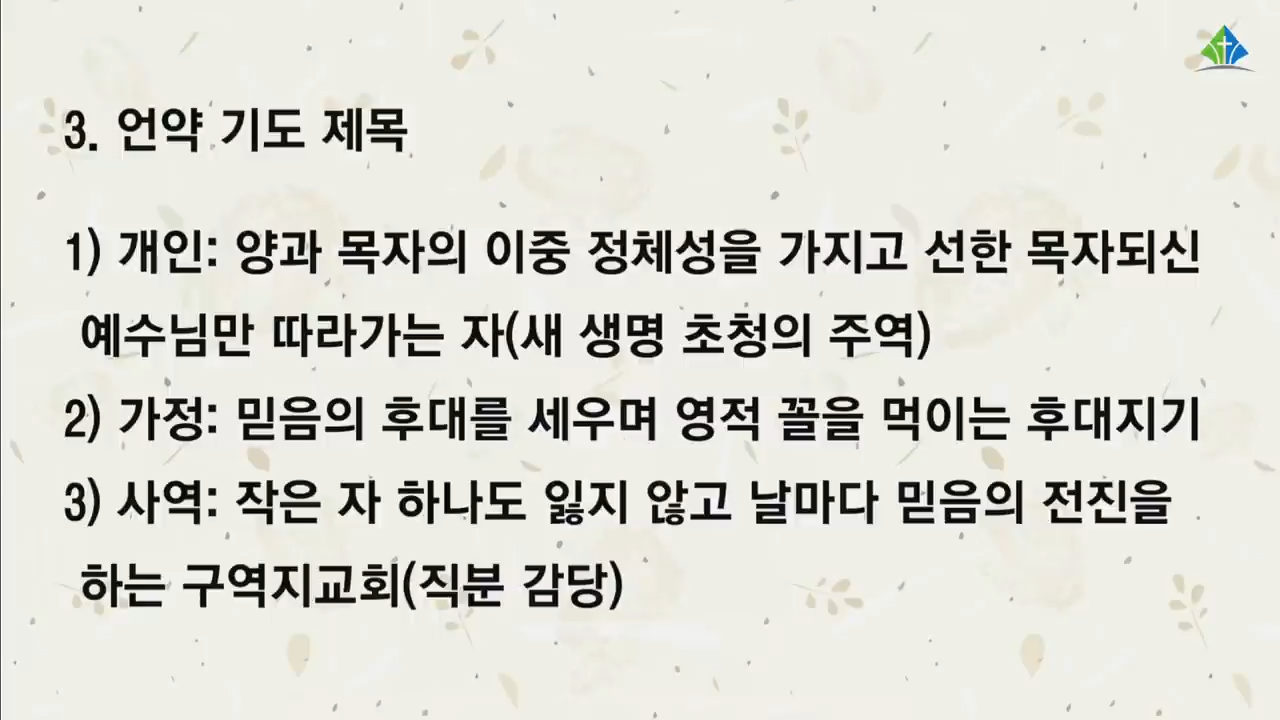 3. 언약 기도 제목
1) 개인: 양과 목자의 이중 정체성을 가지고 선한 목자되신
예수님만 따라가는 자(새 생명 초청의 주역)
2) 가정: 믿음의 후대를 세우며 영적 꼴을 먹이는 후대지기
3) 사역: 작은 자 하나도 잃지 않고 날마다 믿음의 전진을
하는 구역지교회(직분 감당)